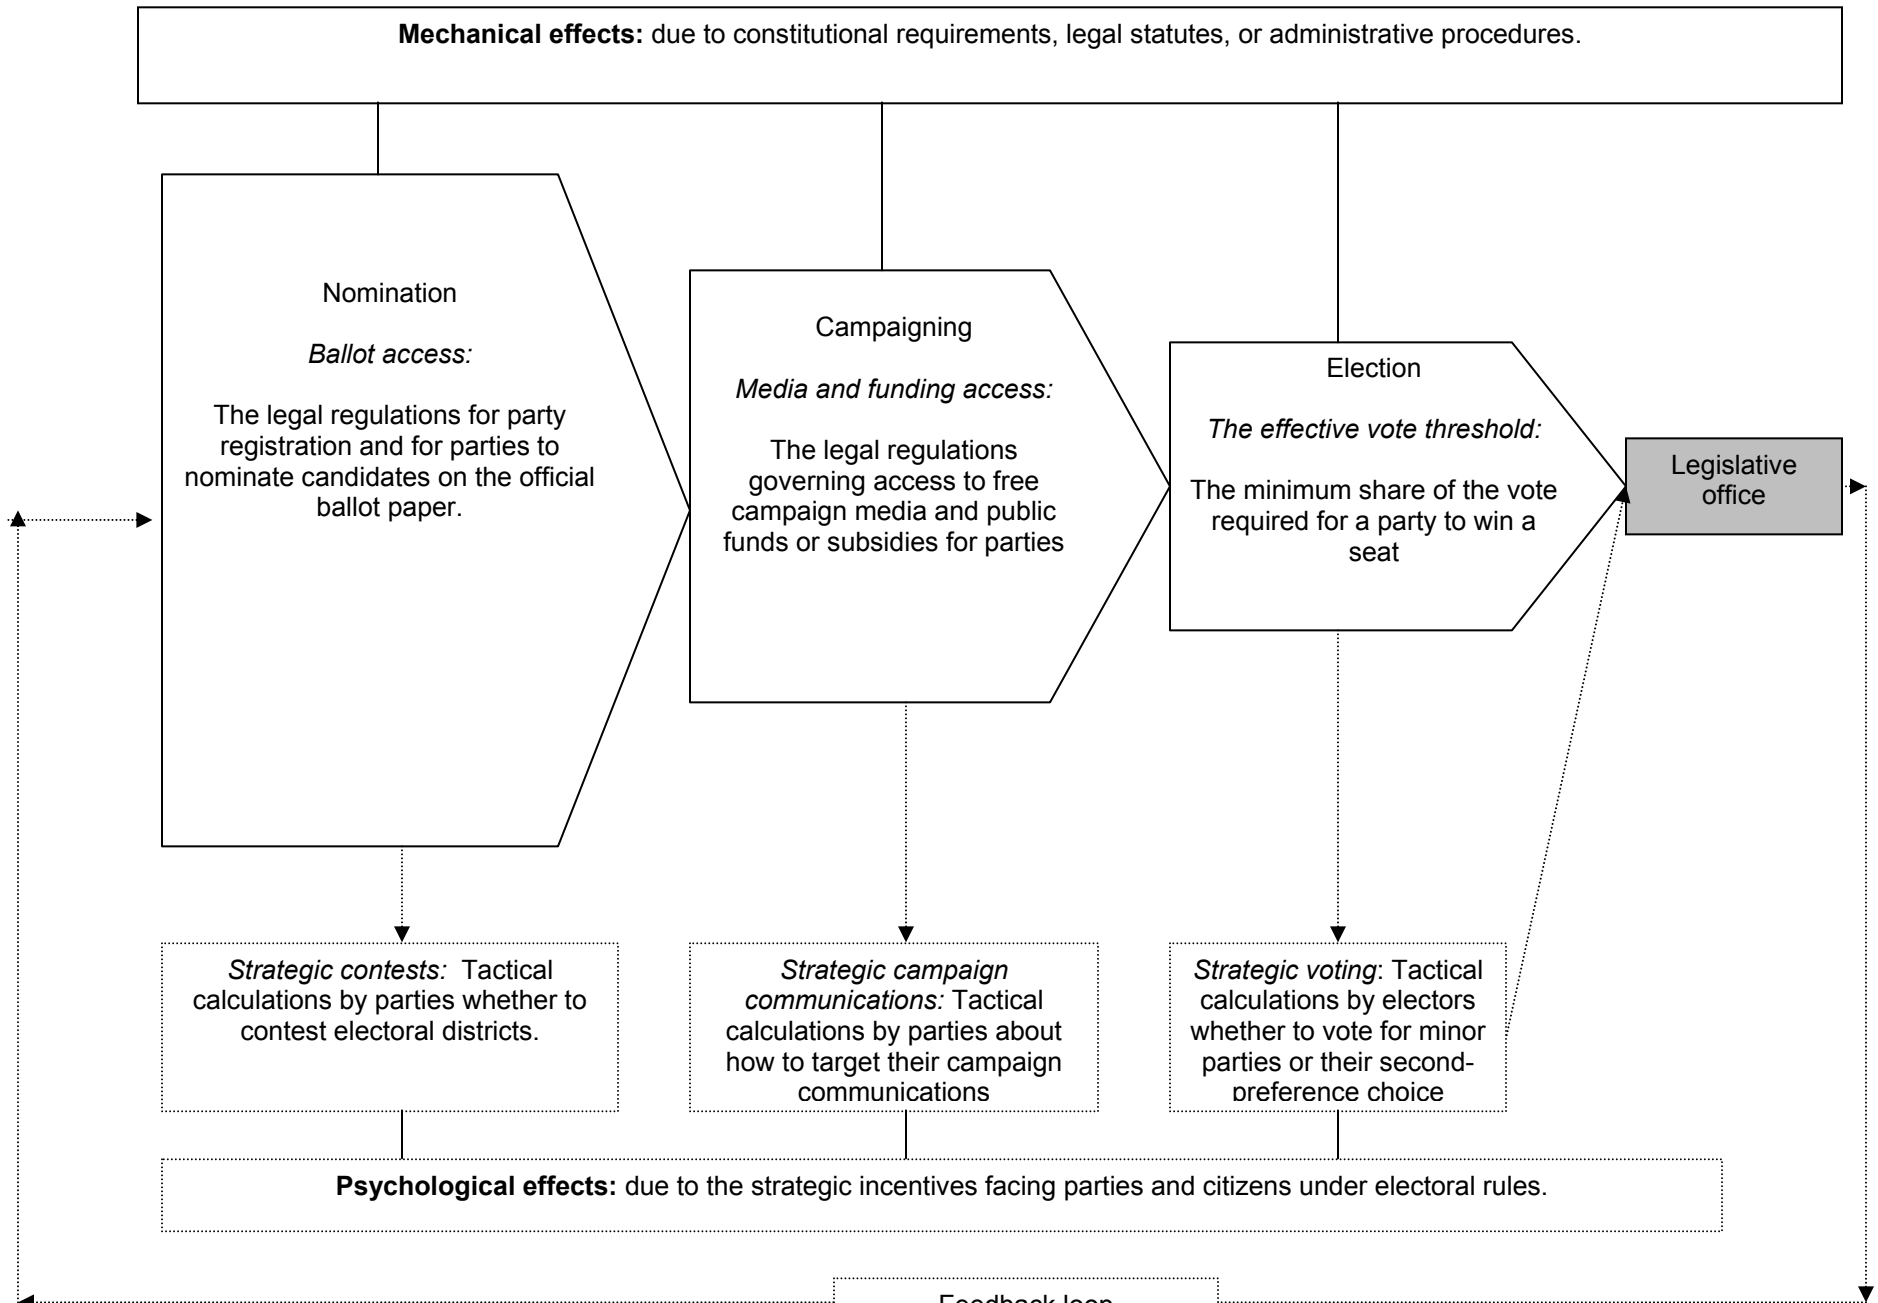 Mechanical effects: due to constitutional requirements, legal statutes, or administrative procedures.
Nomination
Ballot access:
The legal regulations for party
registration and for parties to
nominate candidates on the official
ballot paper.
Campaigning
Media and funding access:
The legal regulations
governing access to free
campaign media and public
funds or subsidies for parties
Election
The effective vote threshold:
The minimum share of the vote
required for a party to win a
seat
Legislative
office
Strategic contests: Tactical
calculations by parties whether to
contest electoral districts.
Strategic campaign
communications: Tactical
calculations by parties about
how to target their campaign
communications
Strategic voting: Tactical
calculations by electors
whether to vote for minor
parties or their second-
preference choice
Psychological effects: due to the strategic incentives facing parties and citizens under electoral rules.
Feedback loop